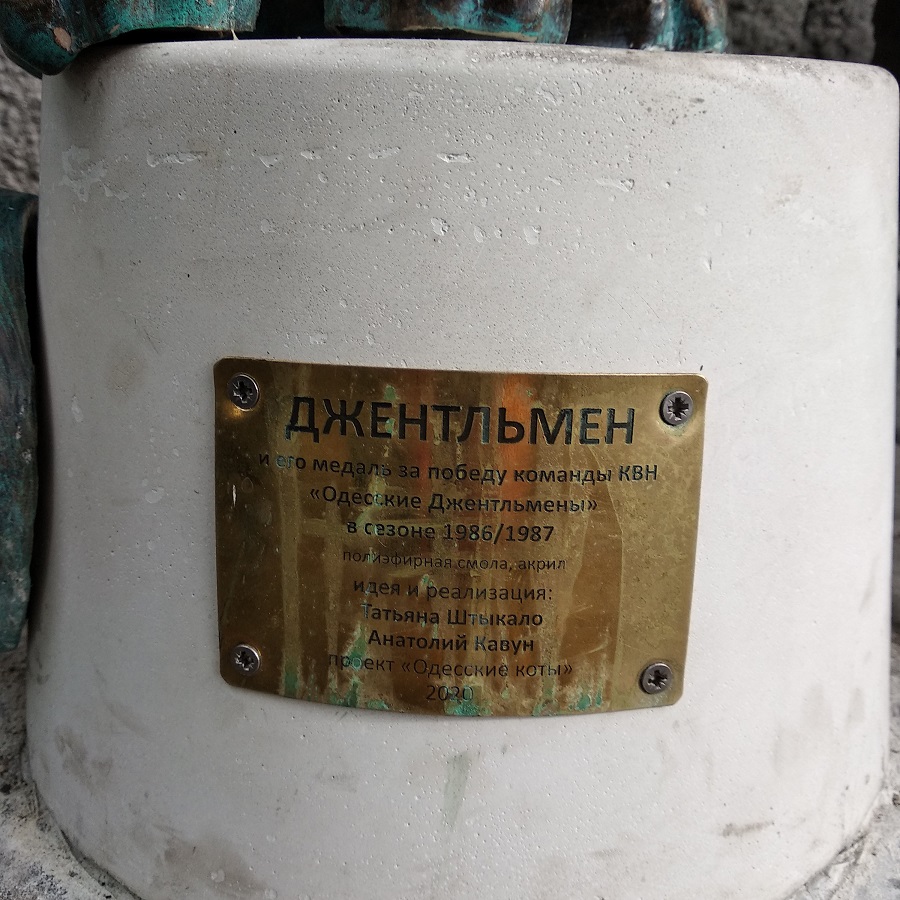 ДЖЕНТЛЬМЕН
и его медаль за победу команды КВН
«Одесские Джентльмены»
в сезоне 1986/1987
полиэфирная смола, акрил
идея и реализация:
Татьяна Штыкало
Анатолий Кавун
проект «Одесские коты»
2020